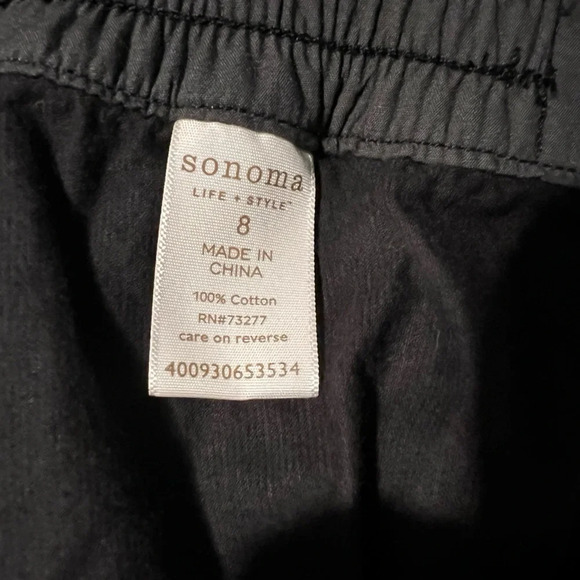 sonoma
LIFE + STYLE™
8
MADE IN
CHINA
100% Cotton
RN#73277
care on reverse
400930653534